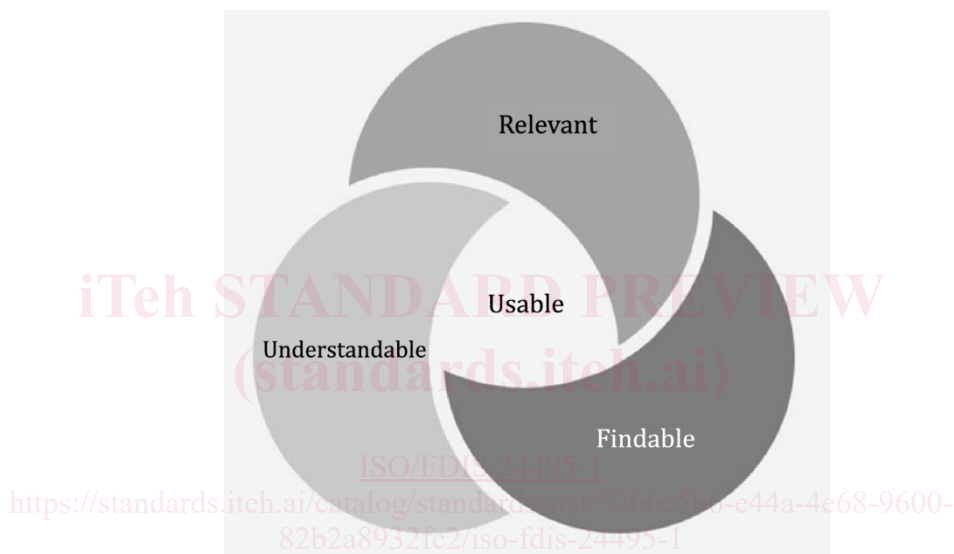 Relevant
iTeh STANDARD PREVIEW
Usable
Understandable
(standards.iteh.ai)
Findable
ISO/FDIS 24495-1
https://standards.iteh.ai/catalog/standards/sist/5266c5b6-e44a-4e68-9600-
82b2a8932fc2/iso-fdis-24495-1